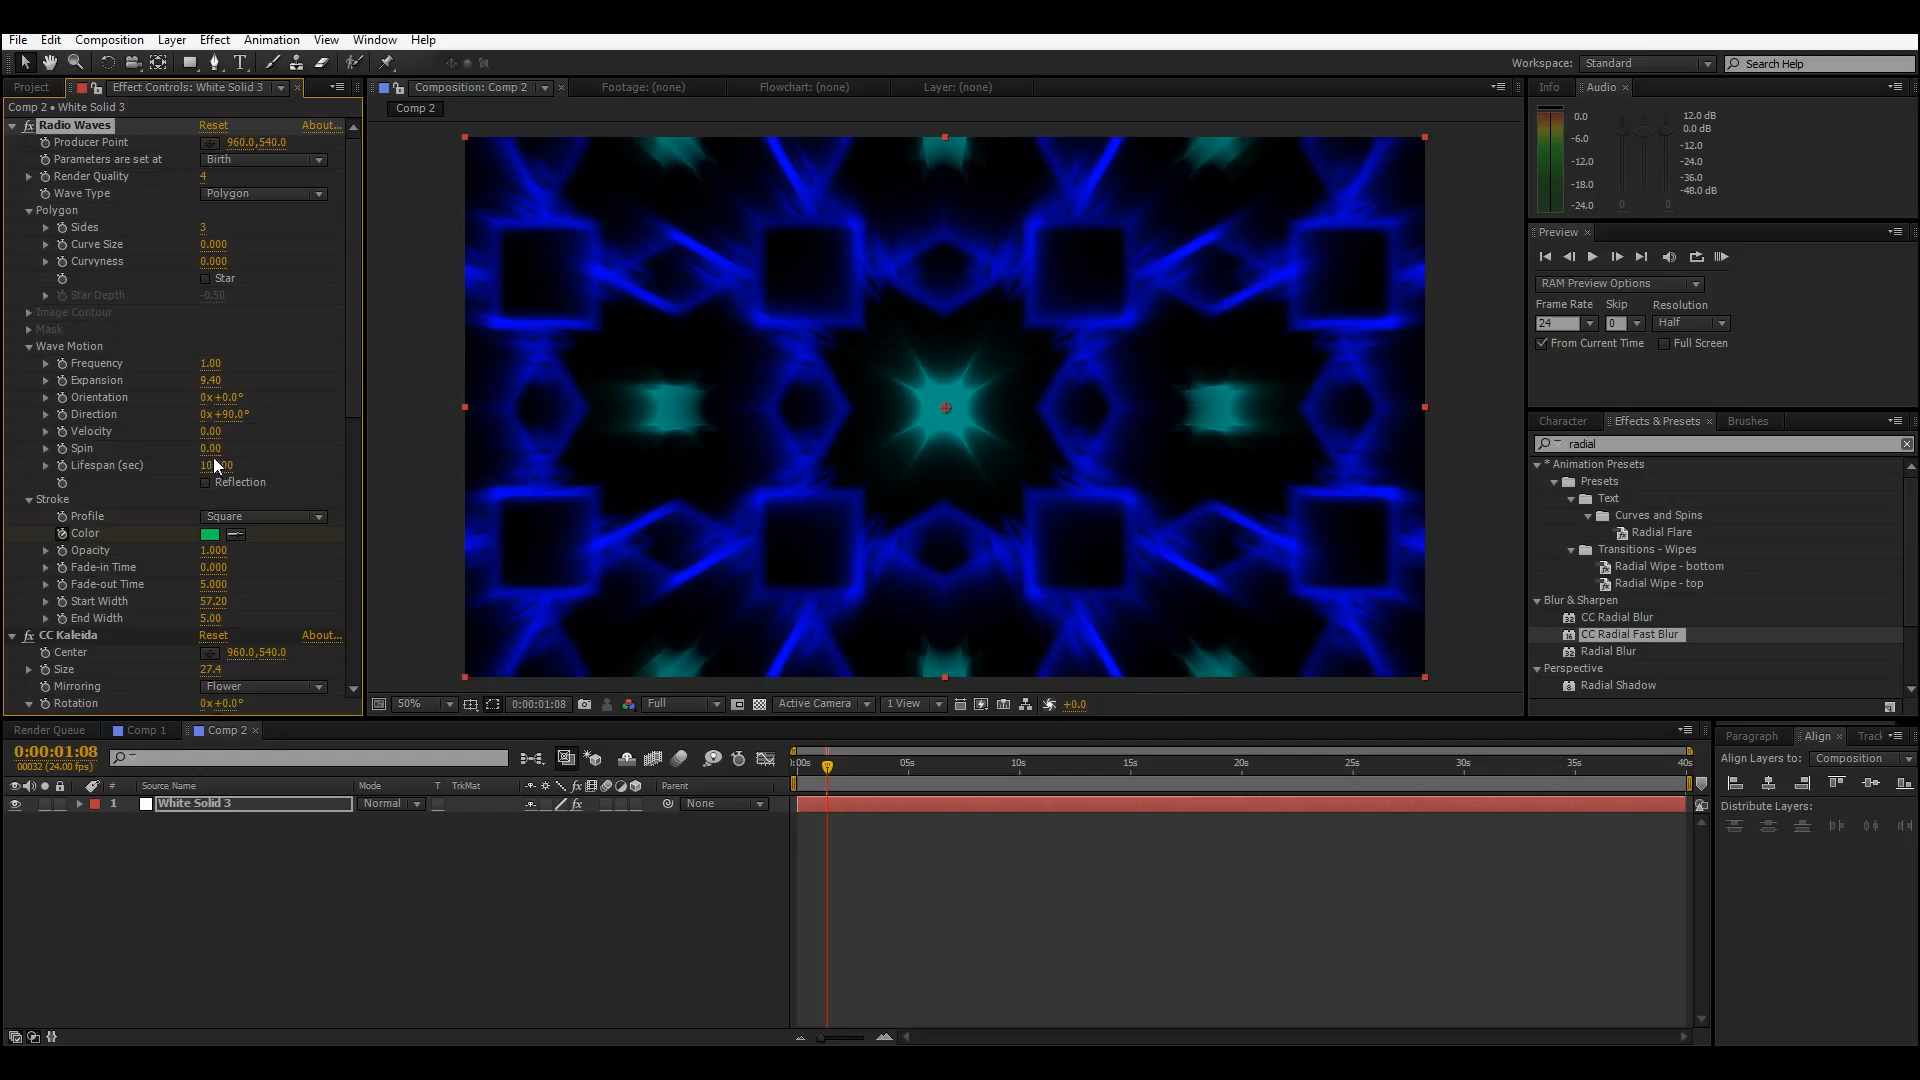 File Edit Composition Layer Effect Animation View Window Help
Workspace: Standard Search Help
Project Effect Controls: White Solid 3 Composition: Comp 2 Footage: (none) Flowchart: (none) Layer: (none) Info Audio
Comp 2 • White Solid 3
Comp 2
fx Radio Waves Reset About...
Producer Point 960.0,540.0
Parameters are set at Birth
Render Quality 4
Wave Type Polygon
Polygon
Sides 3
Curve Size 0.000
Curvyness 0.000
Star
Star Depth -0.50
Image Contour
Mask
Wave Motion
Frequency 1.00
Expansion 9.40
Orientation 0x+0.0°
Direction 0x+90.0°
Velocity 0.00
Spin 0.00
Lifespan (sec)
Reflection
Stroke
Profile Square
Color
Opacity 1.000
Fade-in Time 0.000
Fade-out Time 5.000
Start Width 57.20
End Width 5.00
fx CC Kaleida Reset About...
Center 960.0,540.0
Size 27.4
Mirroring Flower
Rotation 0x+0.0°
50% 0:00:01:08 Full Active Camera 1 View +0.0
0.0 12.0 dB
-6.0 0.0 dB
-12.0 -12.0
-18.0 -24.0
-24.0 -36.0
-48.0 dB
0 0
Preview
RAM Preview Options
Frame Rate Skip Resolution
24 0 Half
From Current Time Full Screen
Character Effects & Presets Brushes
radial
* Animation Presets
Presets
Text
Curves and Spins
Radial Flare
Transitions - Wipes
Radial Wipe - bottom
Radial Wipe - top
Blur & Sharpen
CC Radial Blur
CC Radial Fast Blur
Radial Blur
Perspective
Radial Shadow
Render Queue Comp 1 Comp 2
0:00:01:08
00032 (24.00 fps)
# Source Name Mode T TrkMat Parent
1 White Solid 3 Normal fx None
05s 10s 15s 20s 25s 30s 35s 40s
Paragraph Align
Align Layers to: Composition
Distribute Layers: